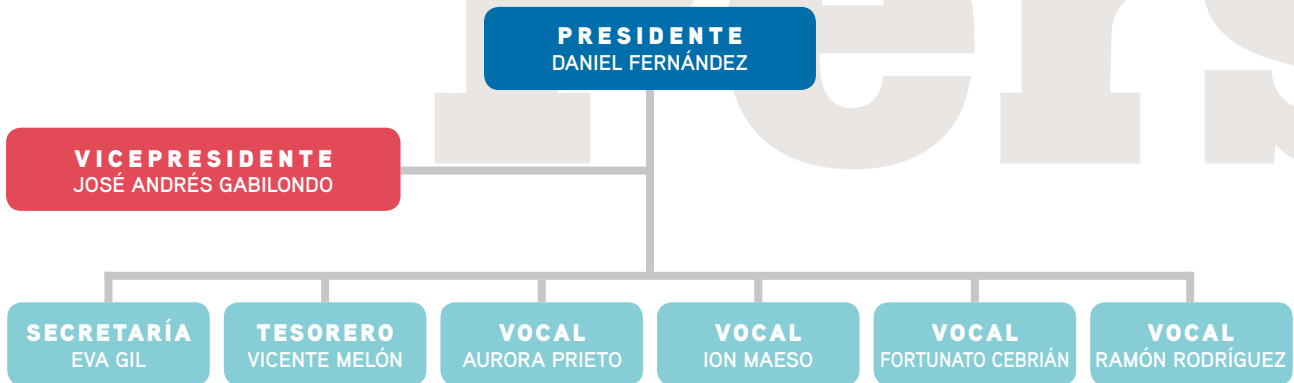 PRESIDENTE
DANIEL FERNÁNDEZ
VICEPRESIDENTE
JOSÉ ANDRÉS GABILONDO
SECRETARÍA
EVA GIL
TESORERO
VICENTE MELÓN
VOCAL
AURORA PRIETO
VOCAL
ION MAESO
VOCAL
FORTUNATO CEBRIÁN
VOCAL
RAMÓN RODRÍGUEZ